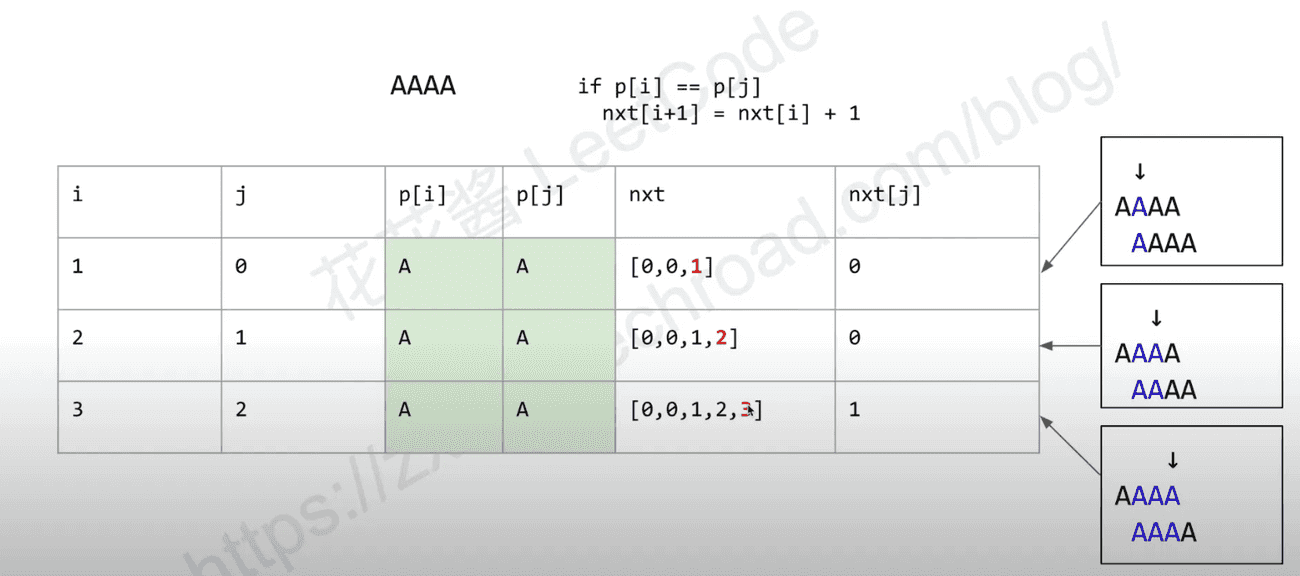 AAAA
if p[i] == p[j]
nxt[i+1] = nxt[i] + 1
i j p[i] p[j] nxt nxt[j]
1 0 A A [0,0,1] 0
2 1 A A [0,0,1,2] 0
3 2 A A [0,0,1,2,3] 1
↓
AAAA
AAAA
↓
AAAA
AAAA
↓
AAAA
AAAA
花花酱 LeetCode
https://zx
echroad.com/blog/